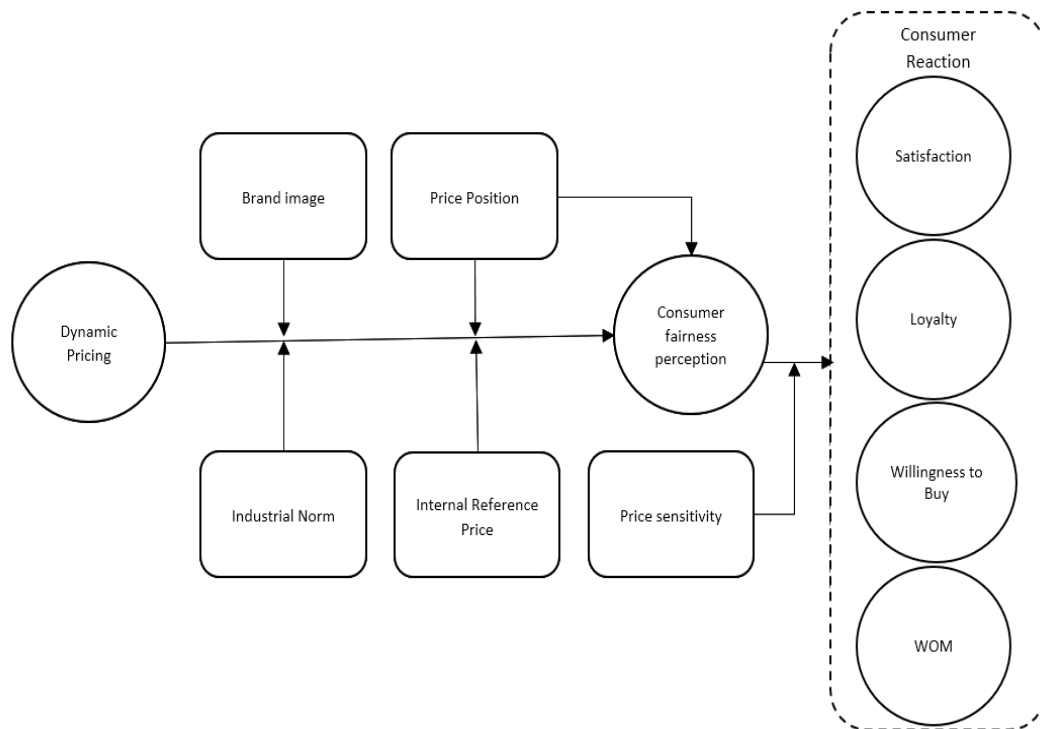 Consumer
Reaction
Satisfaction
Brand image
Price Position
Dynamic
Pricing
Consumer
fairness
perception
Loyalty
Industrial Norm
Internal Reference
Price
Price sensitivity
Willingness to
Buy
WOM